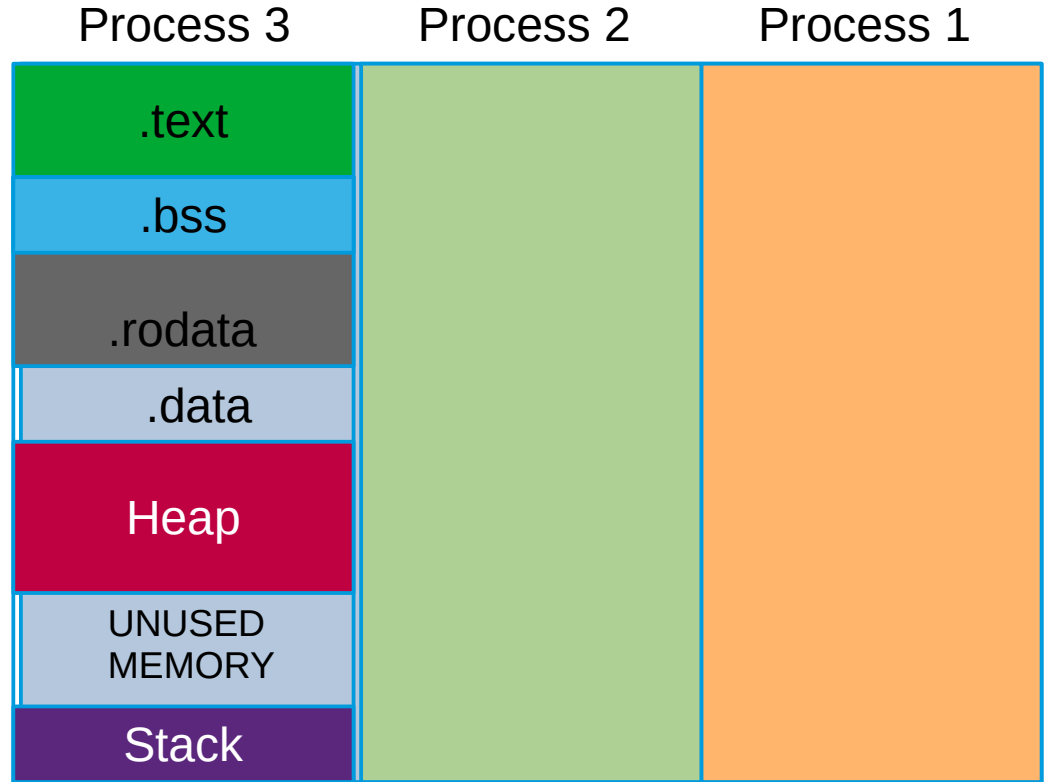 Process 3 Process 2 Process 1
.text
.bss
.rodata
.data
Heap
UNUSED
MEMORY
Stack